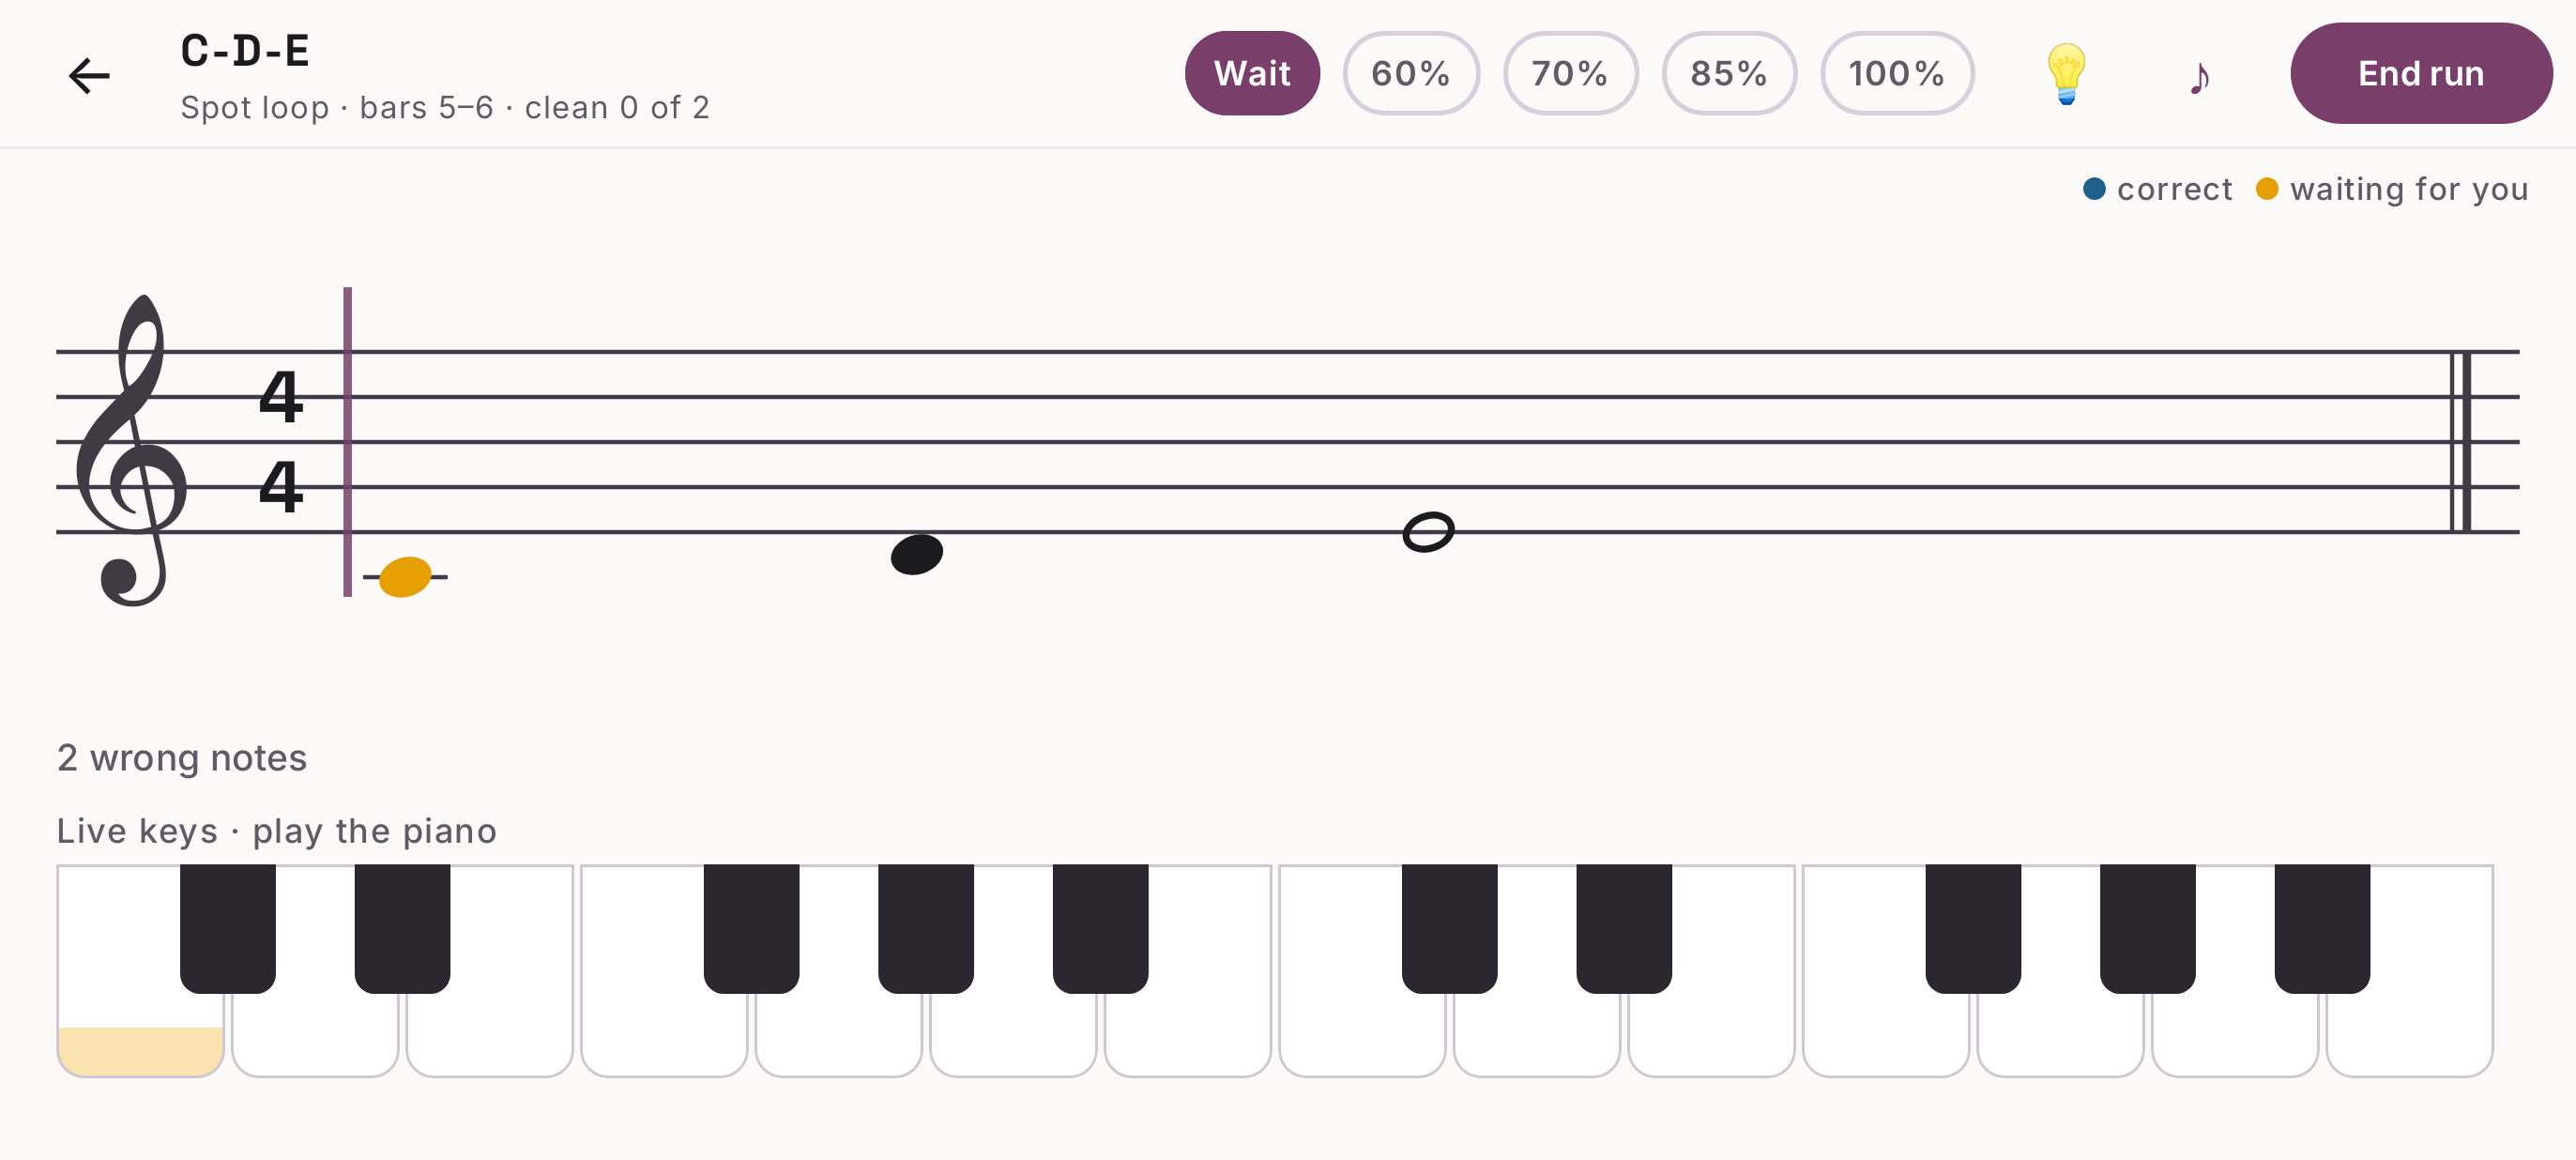 C-D-E
Spot loop · bars 5–6 · clean 0 of 2
Wait 60% 70% 85% 100% End run
correct waiting for you
4
4
2 wrong notes
Live keys · play the piano